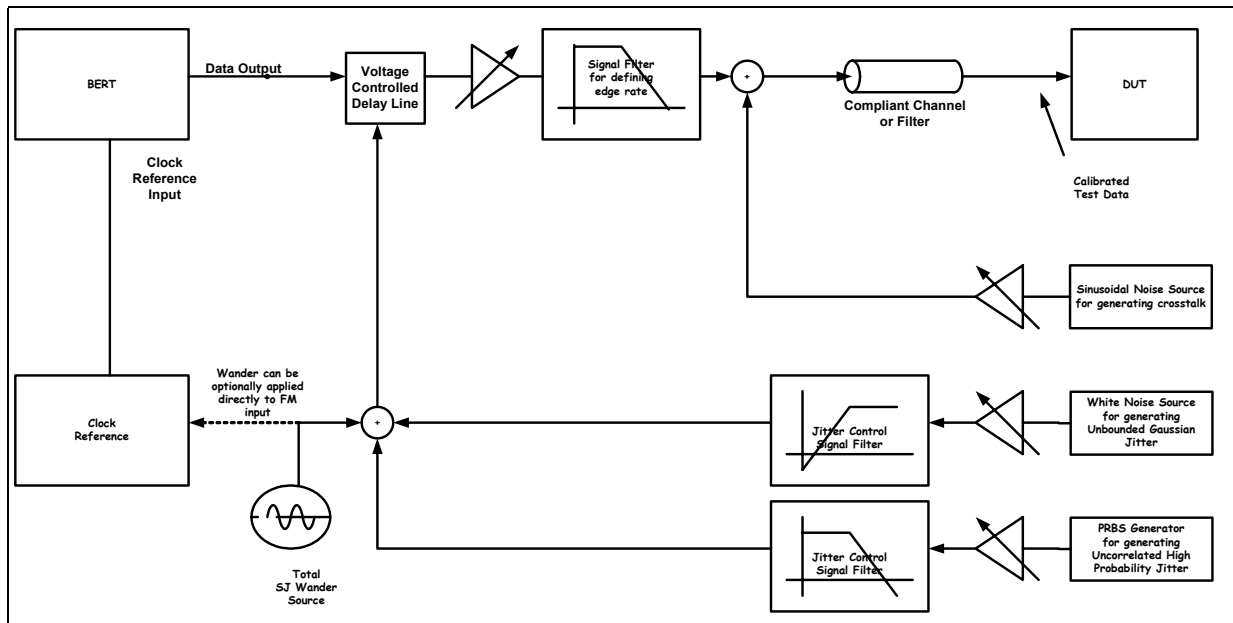 BERT
Data Output
Voltage
Controlled
Delay Line
Signal Filter
for defining
edge rate
+
Compliant Channel
or Filter
DUT
Clock
Reference
Input
Calibrated
Test Data
Sinusoidal Noise Source
for generating crosstalk
Wander can be
optionally applied
directly to FM
input
Clock
Reference
+
Jitter Control
Signal Filter
White Noise Source
for generating
Unbounded Gaussian
Jitter
Total
SJ Wander
Source
Jitter Control
Signal Filter
PRBS Generator
for generating
Uncorrelated High
Probability Jitter